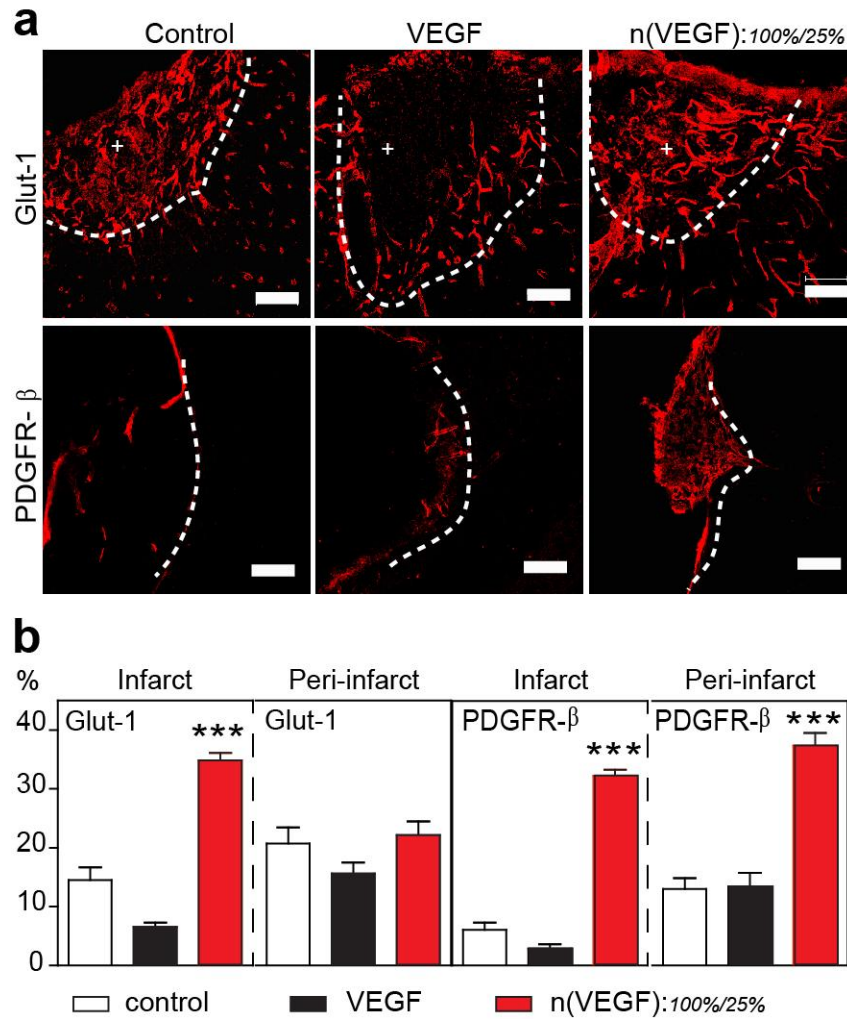 a
Control VEGF n(VEGF):100%/25%
Glut-1
PDGFR- β
b
% Infarct Peri-infarct Infarct Peri-infarct
40 Glut-1 *** Glut-1 PDGFR-β *** PDGFR-β ***
30
20
10
0
control VEGF n(VEGF):100%/25%